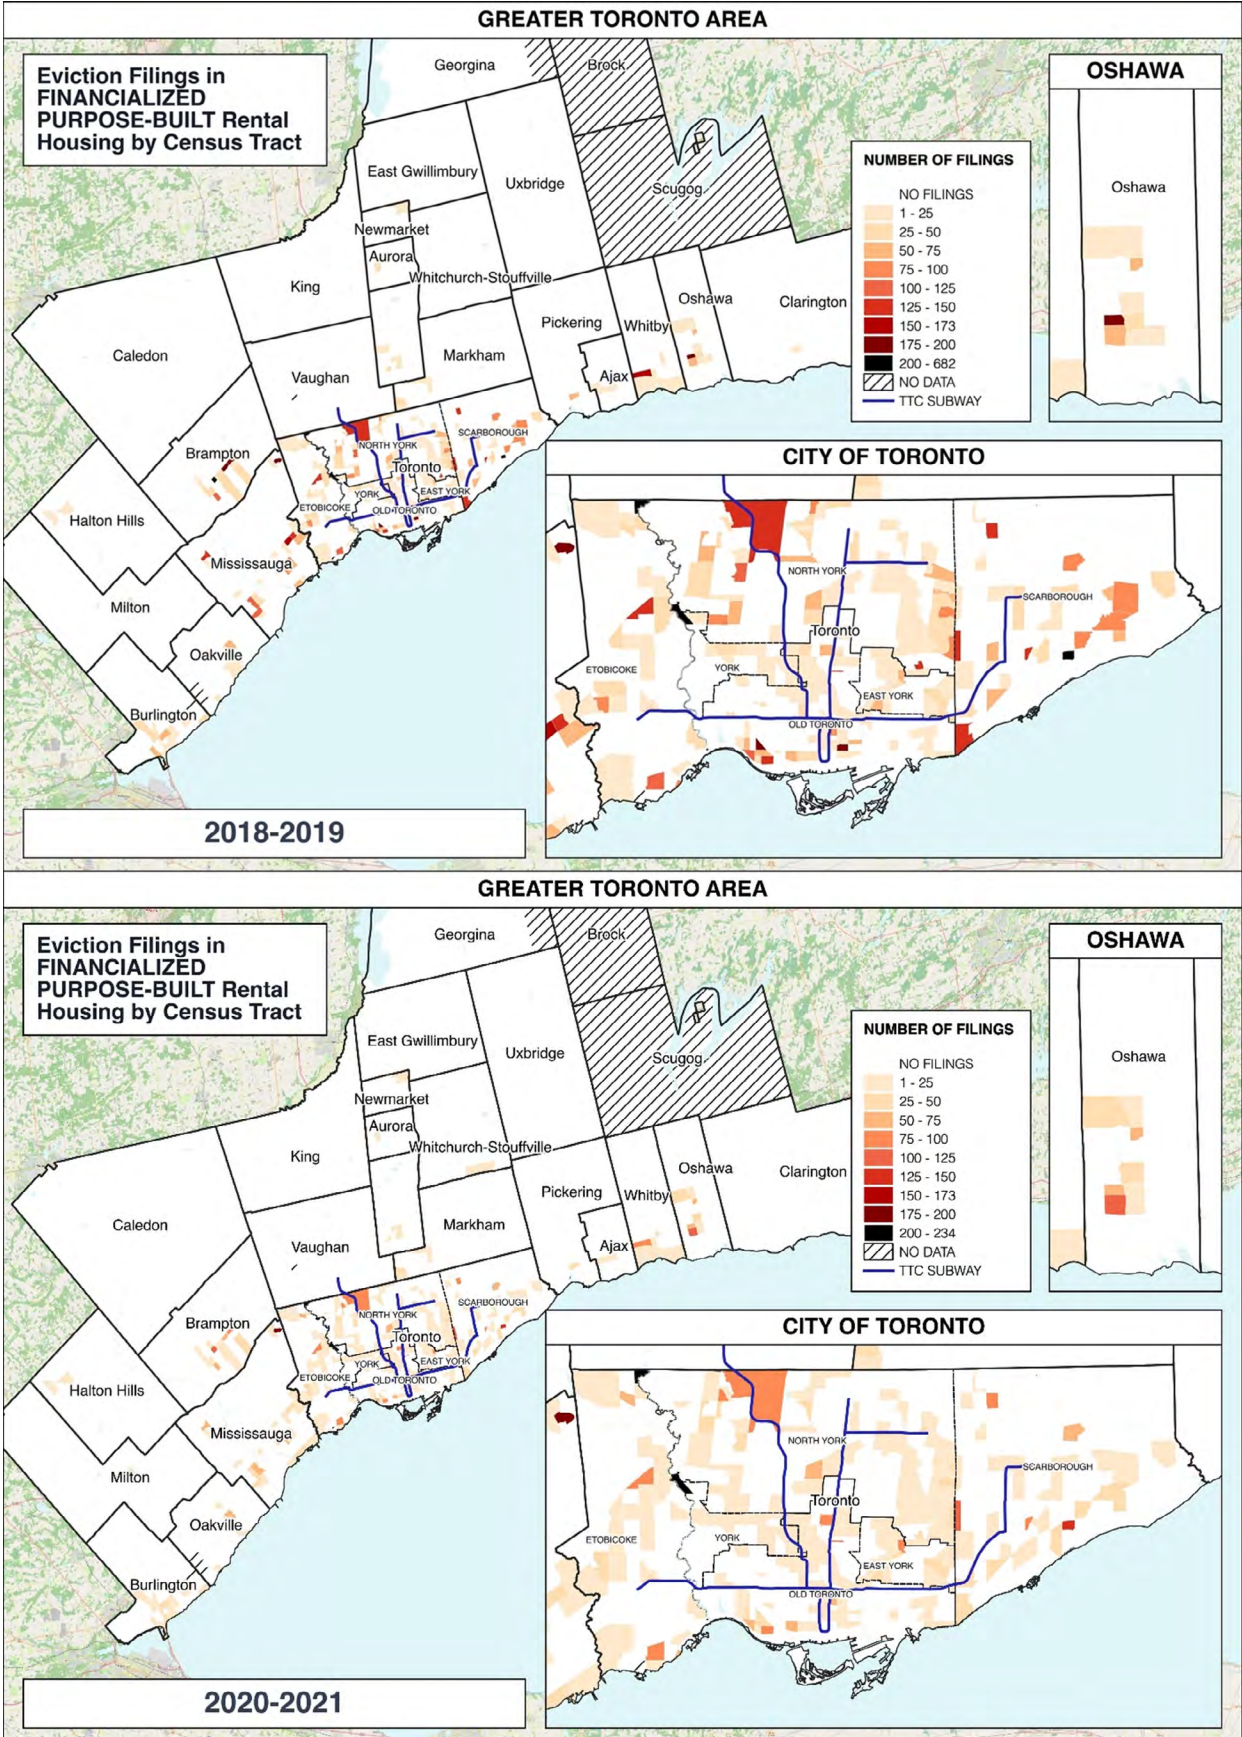 GREATER TORONTO AREA
Eviction Filings in
FINANCIALIZED
PURPOSE-BUILT Rental
Housing by Census Tract
Georgina
Brock
East Gwillimbury
Uxbridge
Scugog
Newmarket
Aurora
Whitchurch-Stouffville
King
Caledon
Vaughan
Markham
Pickering
Ajax
Whitby
Oshawa
Clarington
Brampton
Halton Hills
Mississauga
Milton
Oakville
Burlington
NORTH YORK
SCARBOROUGH
Toronto
YORK
EAST YORK
ETOBICOKE
OLD TORONTO
NUMBER OF FILINGS
NO FILINGS
1 - 25
25 - 50
50 - 75
75 - 100
100 - 125
125 - 150
150 - 173
175 - 200
200 - 682
NO DATA
TTC SUBWAY
OSHAWA
Oshawa
CITY OF TORONTO
NORTH YORK
SCARBOROUGH
Toronto
ETOBICOKE
YORK
EAST YORK
OLD TORONTO
2018-2019
GREATER TORONTO AREA
Eviction Filings in
FINANCIALIZED
PURPOSE-BUILT Rental
Housing by Census Tract
Georgina
Brock
East Gwillimbury
Uxbridge
Scugog
Newmarket
Aurora
Whitchurch-Stouffville
King
Caledon
Vaughan
Markham
Pickering
Ajax
Whitby
Oshawa
Clarington
Brampton
Halton Hills
Mississauga
Milton
Oakville
Burlington
NORTH YORK
SCARBOROUGH
Toronto
YORK
EAST YORK
ETOBICOKE
OLD TORONTO
NUMBER OF FILINGS
NO FILINGS
1 - 25
25 - 50
50 - 75
75 - 100
100 - 125
125 - 150
150 - 173
175 - 200
200 - 234
NO DATA
TTC SUBWAY
OSHAWA
Oshawa
CITY OF TORONTO
NORTH YORK
SCARBOROUGH
Toronto
ETOBICOKE
YORK
EAST YORK
OLD TORONTO
2020-2021